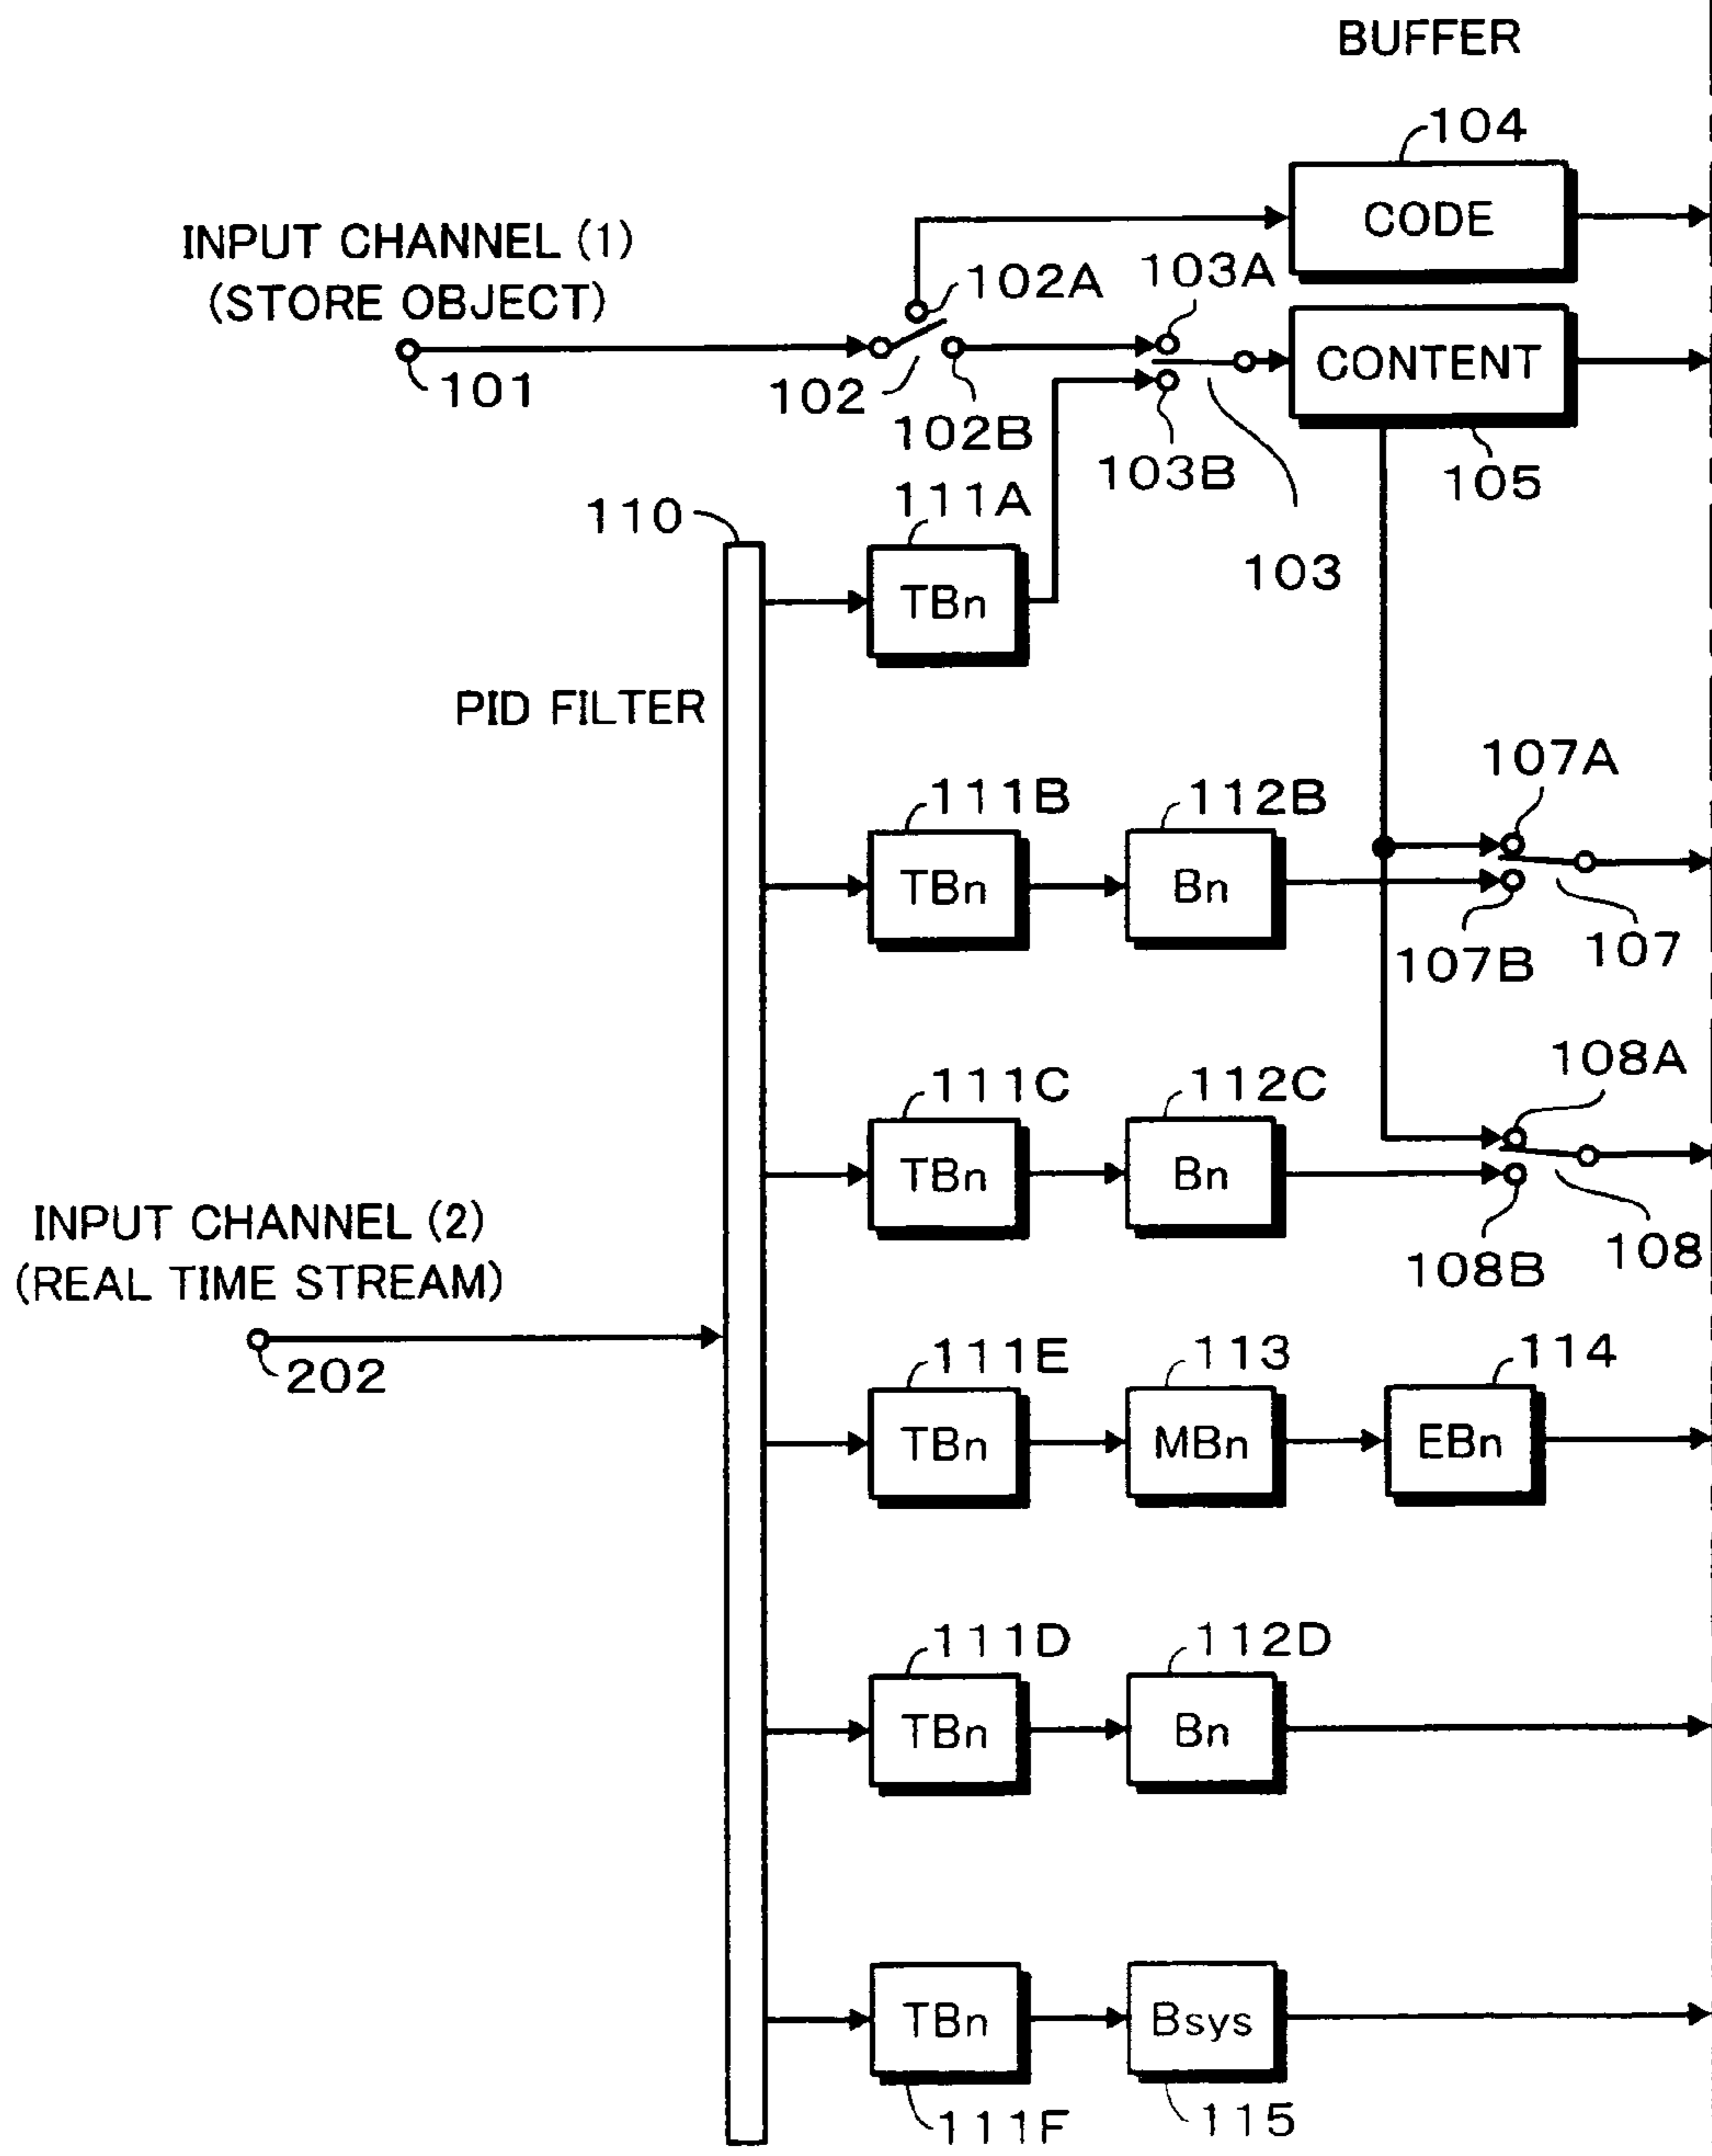 BUFFER
104
CODE
INPUT CHANNEL (1)
(STORE OBJECT)
102A
103A
101
102
102B
103B
CONTENT
105
103
110
111A
TBn
PID FILTER
107A
111B
112B
TBn
Bn
107B
107
108A
111C
112C
TBn
Bn
108B
108
INPUT CHANNEL (2)
(REAL TIME STREAM)
202
111E
113
114
TBn
MBn
EBn
111D
112D
TBn
Bn
TBn
Bsys
111F
115